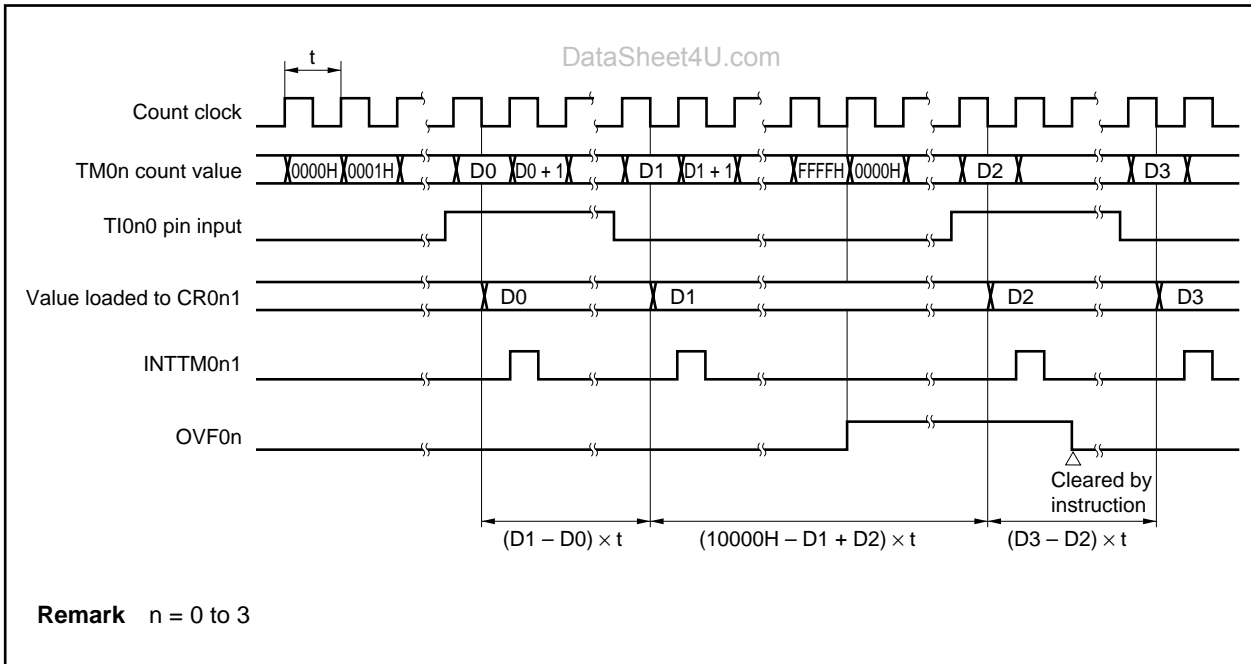 DataSheet4U.com
t
Count clock
TM0n count value 0000H 0001H D0 D0 + 1 D1 D1 + 1 FFFFH 0000H D2 D3
TI0n0 pin input
Value loaded to CR0n1 D0 D1 D2 D3
INTTM0n1
OVF0n
Cleared by
instruction
(D1 – D0) × t (10000H – D1 + D2) × t (D3 – D2) × t
Remark n = 0 to 3